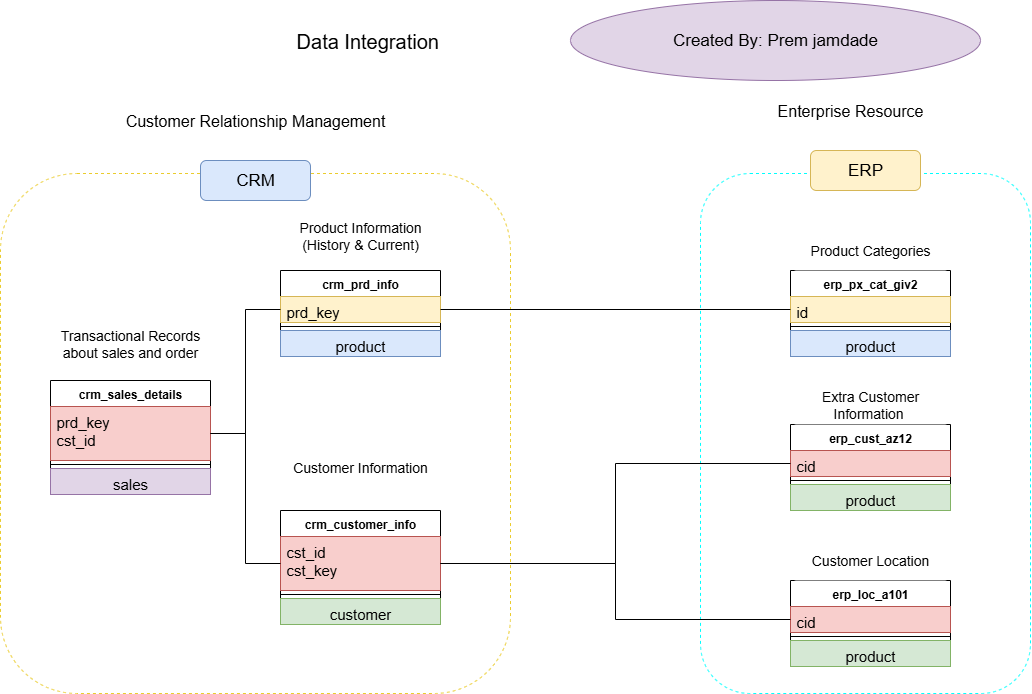 Data Integration
Created By: Prem jamdade
Customer Relationship Management
Enterprise Resource
CRM
ERP
Product Information
(History & Current)
crm_prd_info
prd_key
product
Product Categories
erp_px_cat_giv2
id
product
Transactional Records
about sales and order
crm_sales_details
prd_key
cst_id
sales
Extra Customer
Information
erp_cust_az12
cid
product
Customer Information
crm_customer_info
cst_id
cst_key
customer
Customer Location
erp_loc_a101
cid
product